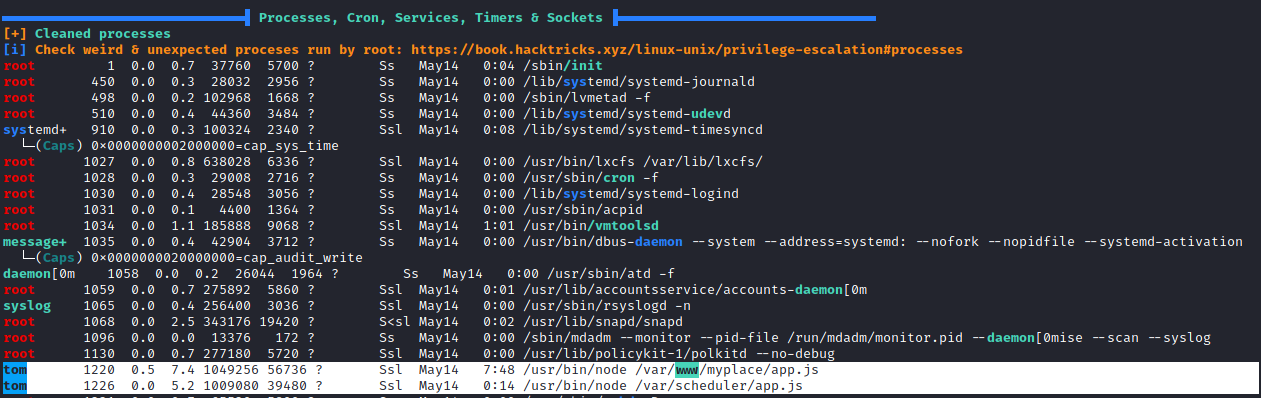 Processes, Cron, Services, Timers & Sockets
[+] Cleaned processes
[i] Check weird & unexpected proceses run by root: https://book.hacktricks.xyz/linux-unix/privilege-escalation#processes
root 1 0.0 0.7 37760 5700 ? Ss May14 0:04 /sbin/init
root 450 0.0 0.3 28032 2956 ? Ss May14 0:00 /lib/systemd/systemd-journald
root 498 0.0 0.2 102968 1668 ? Ss May14 0:00 /sbin/lvmetad -f
root 510 0.0 0.4 44360 3484 ? Ss May14 0:00 /lib/systemd/systemd-udevd
systemd+ 910 0.0 0.3 100324 2340 ? Ssl May14 0:08 /lib/systemd/systemd-timesyncd
└─(Caps) 0×0000000002000000=cap_sys_time
root 1027 0.0 0.8 638028 6336 ? Ssl May14 0:00 /usr/bin/lxcfs /var/lib/lxcfs/
root 1028 0.0 0.3 29008 2716 ? Ss May14 0:00 /usr/sbin/cron -f
root 1030 0.0 0.4 28548 3056 ? Ss May14 0:00 /lib/systemd/systemd-logind
root 1031 0.0 0.1 4400 1364 ? Ss May14 0:00 /usr/sbin/acpid
root 1034 0.0 1.1 185888 9068 ? Ssl May14 1:01 /usr/bin/vmtoolsd
message+ 1035 0.0 0.4 42904 3712 ? Ss May14 0:00 /usr/bin/dbus-daemon --system --address=systemd: --nofork --nopidfile --systemd-activation
└─(Caps) 0×0000000020000000=cap_audit_write
daemon[0m 1058 0.0 0.2 26044 1964 ? Ss May14 0:00 /usr/sbin/atd -f
root 1059 0.0 0.7 275892 5860 ? Ssl May14 0:01 /usr/lib/accountsservice/accounts-daemon[0m
syslog 1065 0.0 0.4 256400 3036 ? Ssl May14 0:00 /usr/sbin/rsyslogd -n
root 1068 0.0 2.5 343176 19420 ? S<sl May14 0:02 /usr/lib/snapd/snapd
root 1096 0.0 0.0 13376 172 ? Ss May14 0:00 /sbin/mdadm --monitor --pid-file /run/mdadm/monitor.pid --daemon[0mise --scan --syslog
root 1130 0.0 0.7 277180 5720 ? Ssl May14 0:00 /usr/lib/policykit-1/polkitd --no-debug
tom 1220 0.5 7.4 1049256 56736 ? Ssl May14 7:48 /usr/bin/node /var/www/myplace/app.js
tom 1226 0.0 5.2 1009080 39480 ? Ssl May14 0:14 /usr/bin/node /var/scheduler/app.js